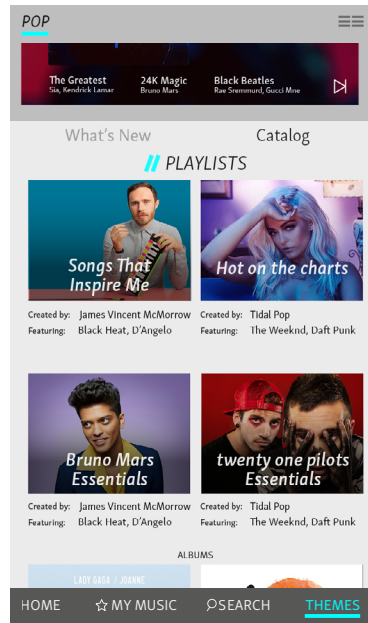 POP
The Greatest
Sia, Kendrick Lamar
24K Magic
Bruno Mars
Black Beatles
Rae Sremmurd, Gucci Mne
What's New
Catalog
PLAYLISTS
Songs That
Inspire Me
Created by: James Vincent McMorrow
Featuring: Black Heat, D'Angelo
Hot on the charts
Created by: Tidal Pop
Featuring: The Weeknd, Daft Punk
Bruno Mars
Essentials
Created by: James Vincent McMorrow
Featuring: Black Heat, D'Angelo
twenty one pilots
Essentials
Created by: Tidal Pop
Featuring: The Weeknd, Daft Punk
ALBUMS
LADY GAGA / JOANNE
HOME
MY MUSIC
SEARCH
THEMES